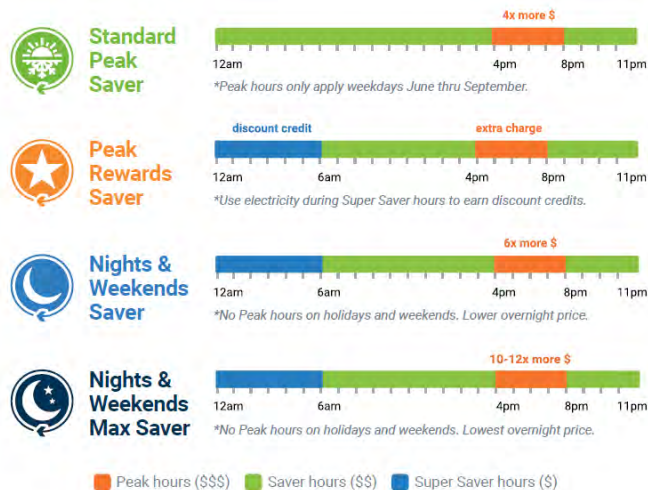 4x more $
Standard
Peak
Saver
12am 4pm 8pm 11pm
*Peak hours only apply weekdays June thru September.
discount credit extra charge
Peak
Rewards
Saver
12am 6am 4pm 8pm 11pm
*Use electricity during Super Saver hours to earn discount credits.
6x more $
Nights &
Weekends
Saver
12am 6am 4pm 8pm 11pm
*No Peak hours on holidays and weekends. Lower overnight price.
10-12x more $
Nights &
Weekends
Max Saver
12am 6am 4pm 8pm 11pm
*No Peak hours on holidays and weekends. Lowest overnight price.
Peak hours ($$$) Saver hours ($$) Super Saver hours ($)